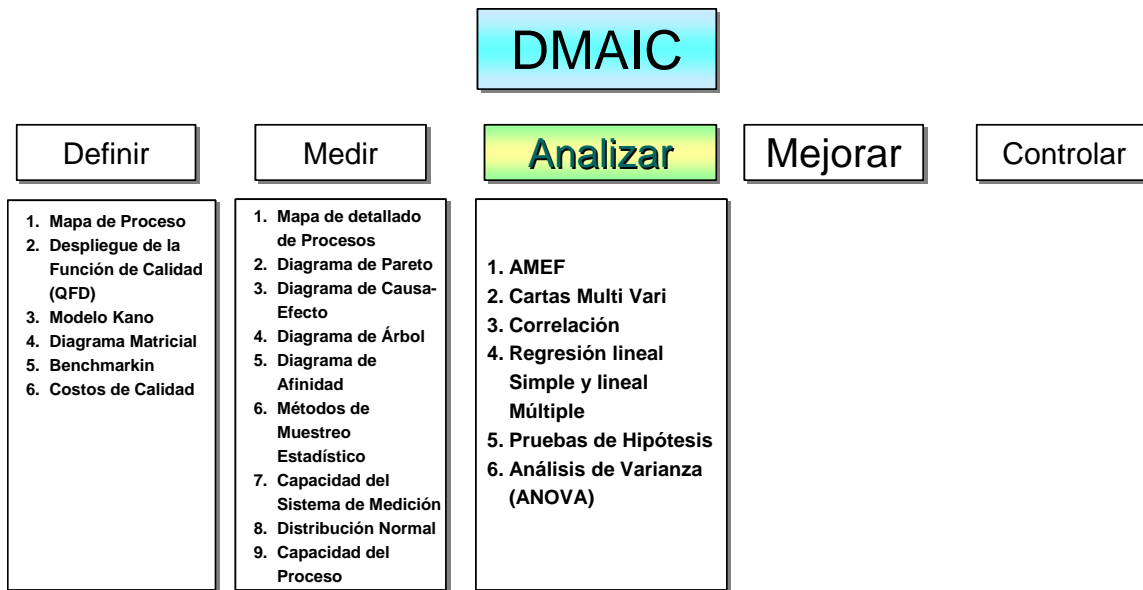 DMAIC
Definir
Medir
Analizar
Mejorar
Controlar
1. Mapa de Proceso
2. Despliegue de la
Función de Calidad
(QFD)
3. Modelo Kano
4. Diagrama Matricial
5. Benchmarkin
6. Costos de Calidad
1. Mapa de detallado
de Procesos
2. Diagrama de Pareto
3. Diagrama de Causa-
Efecto
4. Diagrama de Árbol
5. Diagrama de
Afinidad
6. Métodos de
Muestreo
Estadístico
7. Capacidad del
Sistema de Medición
8. Distribución Normal
9. Capacidad del
Proceso
1. AMEF
2. Cartas Multi Vari
3. Correlación
4. Regresión lineal
Simple y lineal
Múltiple
5. Pruebas de Hipótesis
6. Análisis de Varianza
(ANOVA)